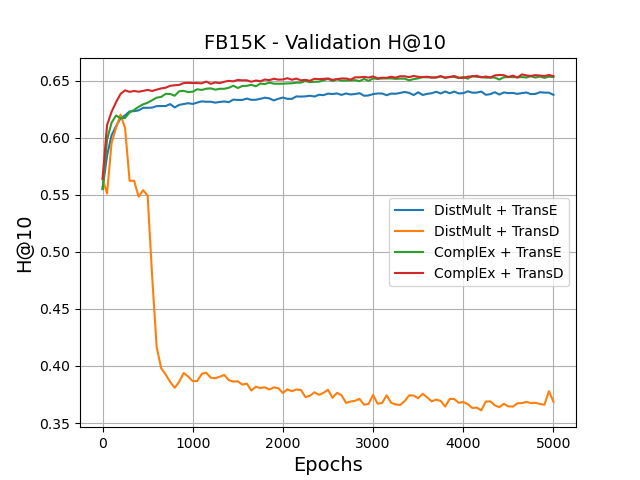 FB15K - Validation H@10
H@10
0.65
0.60
0.55
0.50
0.45
0.40
0.35
DistMult + TransE
DistMult + TransD
ComplEx + TransE
ComplEx + TransD
0
1000
2000
3000
4000
5000
Epochs